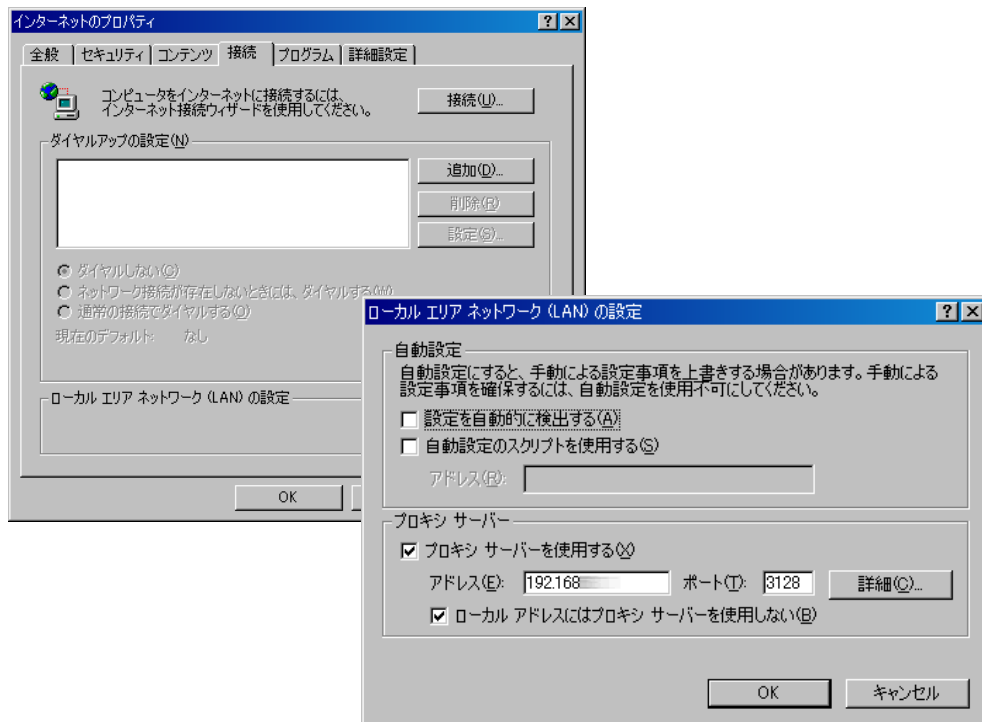 インターネットのプロパティ
全般
セキュリティ
コンテンツ
接続
プログラム
詳細設定
コンピュータをインターネットに接続するには、
インターネット接続ウィザードを使用してください。
接続(U)...
ダイヤルアップの設定(N)
追加(D)...
削除(R)
設定(S)...
ダイヤルしない(C)
ネットワーク接続が存在しないときには、ダイヤルする(W)
通常の接続でダイヤルする(O)
現在のデフォルト: なし
ローカル エリア ネットワーク (LAN) の設定
OK
ローカル エリア ネットワーク (LAN) の設定
自動設定
自動設定にすると、手動による設定事項を上書きする場合があります。手動による
設定事項を確保するには、自動設定を使用不可にしてください。
設定を自動的に検出する(A)
自動設定のスクリプトを使用する(S)
アドレス(R):
プロキシ サーバー
プロキシ サーバーを使用する(X)
アドレス(E): 192.168 ポート(T): 3128 詳細(C)...
ローカル アドレスにはプロキシ サーバーを使用しない(B)
OK
キャンセル